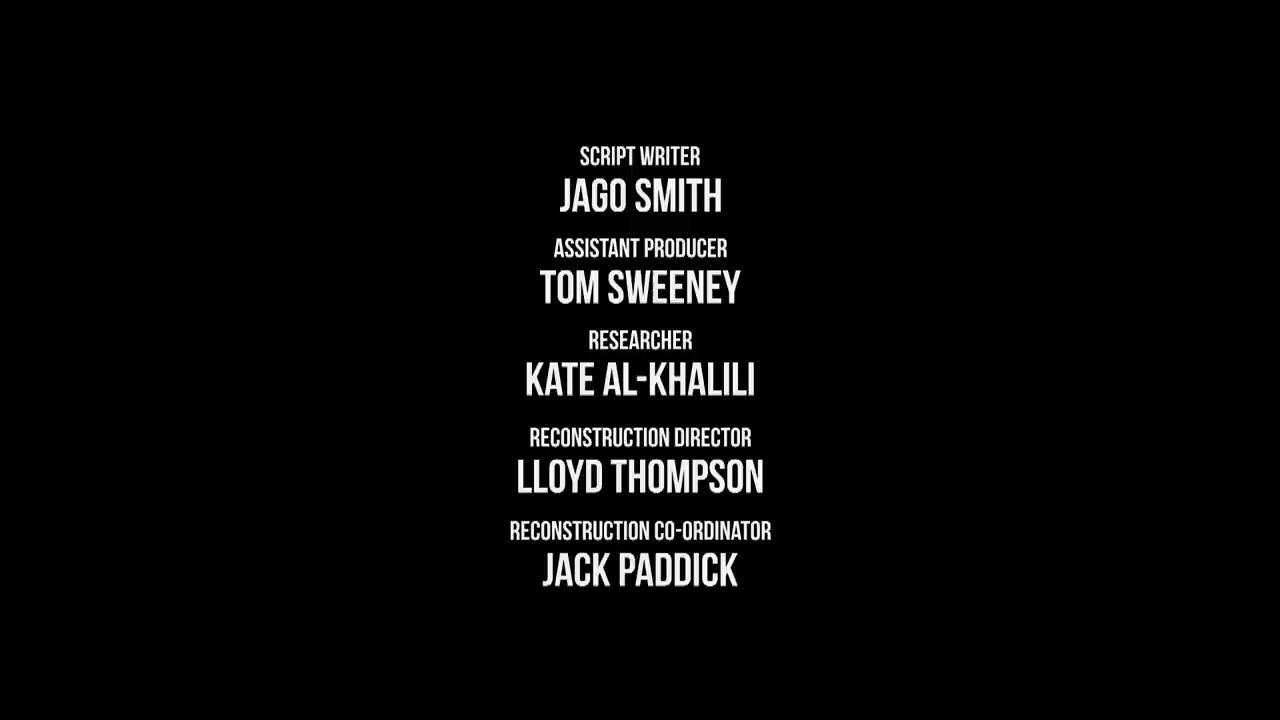 SCRIPT WRITER
JAGO SMITH
ASSISTANT PRODUCER
TOM SWEENEY
RESEARCHER
KATE AL-KHALILI
RECONSTRUCTION DIRECTOR
LLOYD THOMPSON
RECONSTRUCTION CO-ORDINATOR
JACK PADDICK